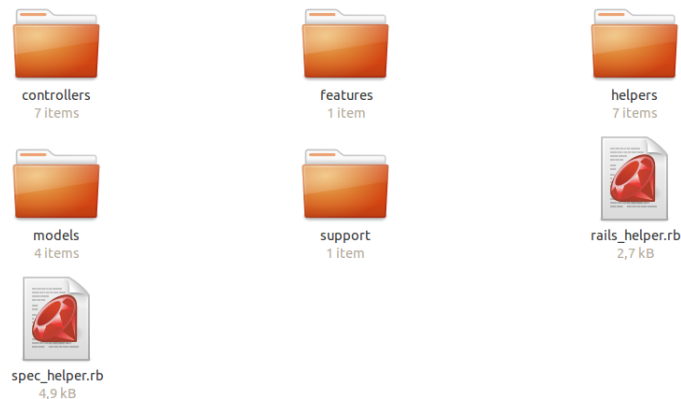 controllers
7 items
features
1 item
helpers
7 items
models
4 items
support
1 item
rails_helper.rb
2,7 kB
spec_helper.rb
4,9 kB